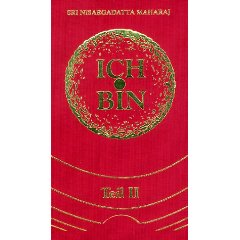 SRI NISARGADATTA MAHARAJ
ICH
BIN
Teil II